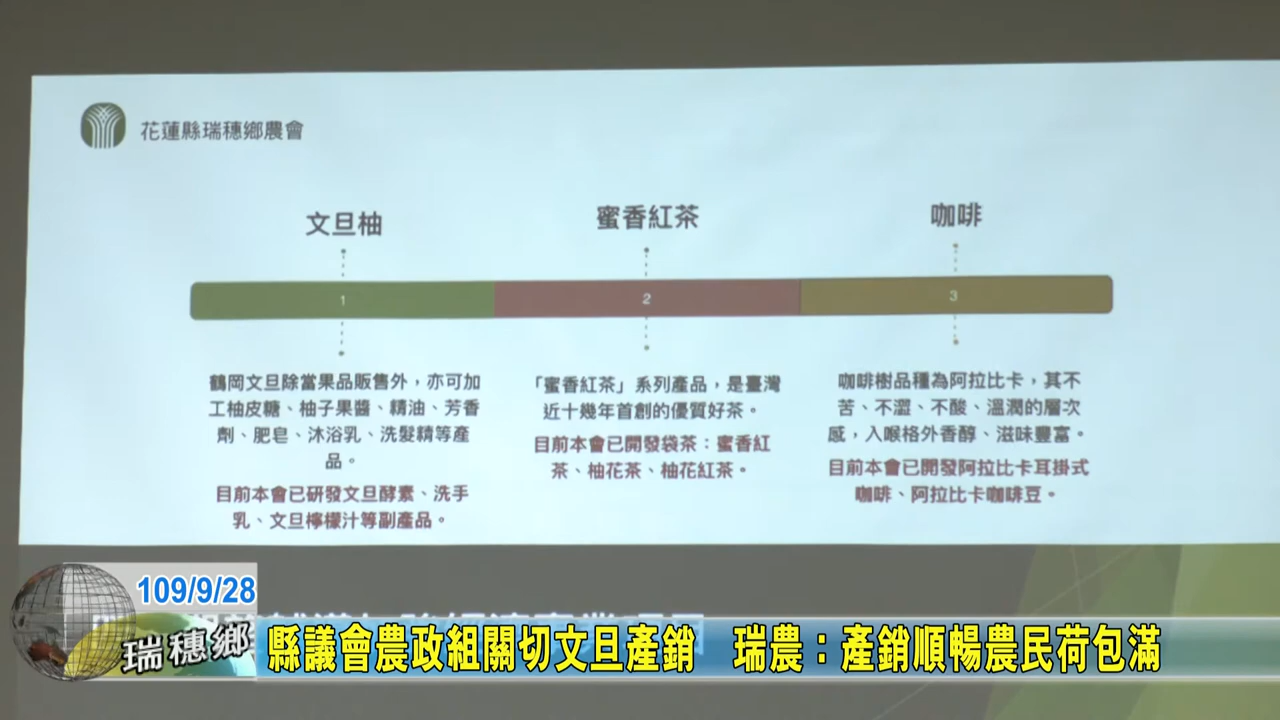 花蓮縣瑞穗鄉農會
文旦柚
蜜香紅茶
咖啡
1
2
3
鶴岡文旦除當果品販售外，亦可加
工柚皮糖、柚子果醬、精油、芳香
劑、肥皂、沐浴乳、洗髮精等產
品。
目前本會已研發文旦酵素、洗手
乳、文旦檸檬汁等副產品。
「蜜香紅茶」系列產品，是臺灣
近十幾年首創的優質好茶。
目前本會已開發袋茶：蜜香紅
茶、柚花茶、柚花紅茶。
咖啡樹品種為阿拉比卡，其不
苦、不澀、不酸、溫潤的層次
感，入喉格外香醇、滋味豐富。
目前本會已開發阿拉比卡耳掛式
咖啡、阿拉比卡咖啡豆。
109/9/28
瑞穗鄉
縣議會農政組關切文旦產銷　瑞農：產銷順暢農民荷包滿